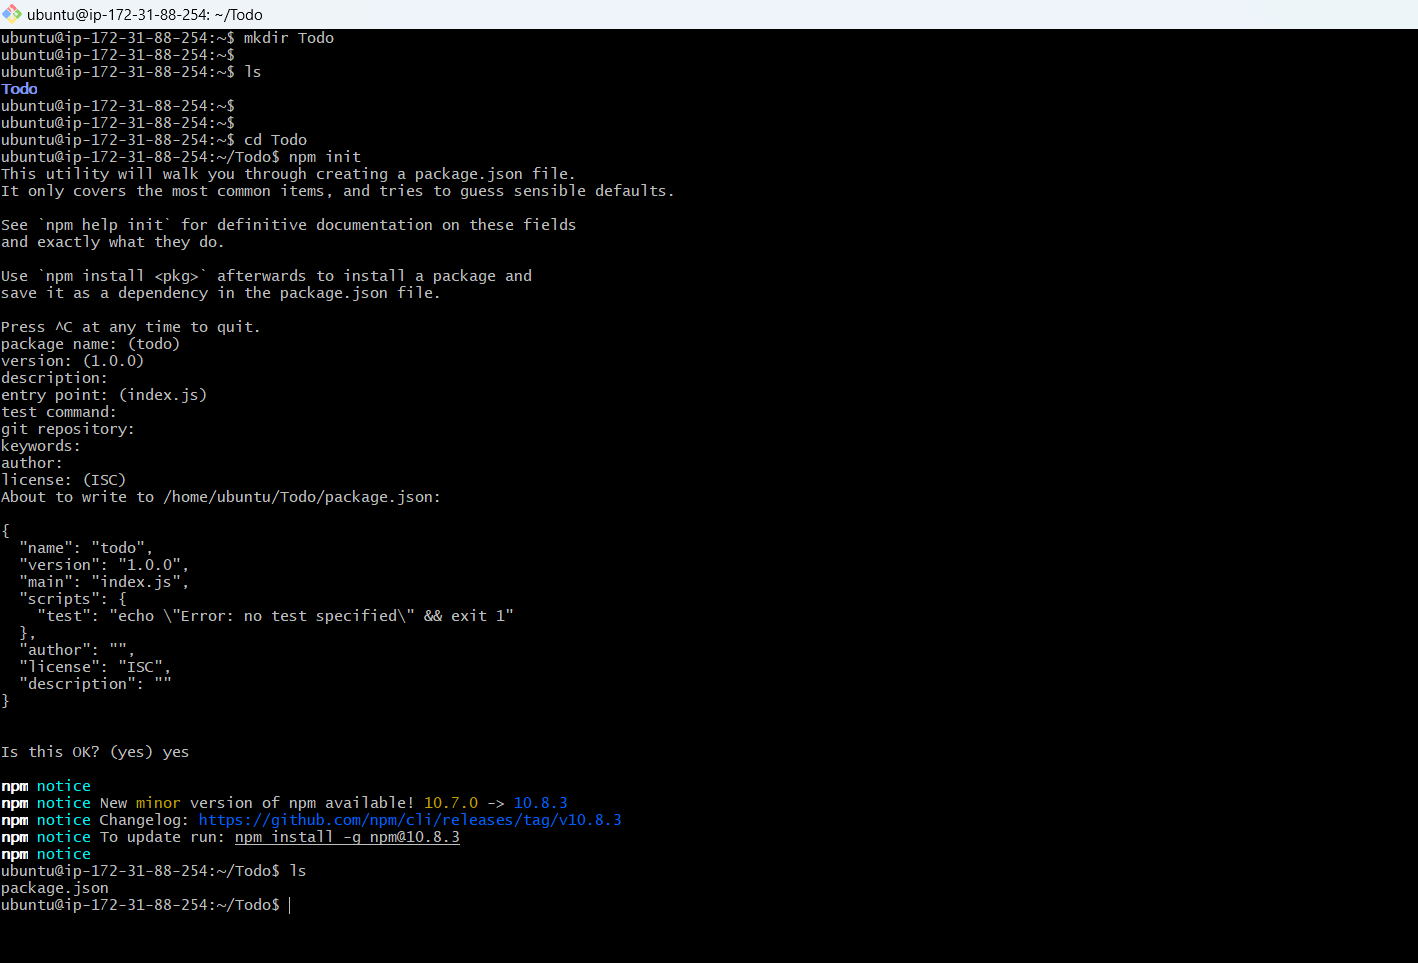 ubuntu@ip-172-31-88-254: ~/Todo
ubuntu@ip-172-31-88-254:~$ mkdir Todo
ubuntu@ip-172-31-88-254:~$
ubuntu@ip-172-31-88-254:~$ ls
Todo
ubuntu@ip-172-31-88-254:~$
ubuntu@ip-172-31-88-254:~$
ubuntu@ip-172-31-88-254:~$ cd Todo
ubuntu@ip-172-31-88-254:~/Todo$ npm init
This utility will walk you through creating a package.json file.
It only covers the most common items, and tries to guess sensible defaults.

See `npm help init` for definitive documentation on these fields
and exactly what they do.

Use `npm install <pkg>` afterwards to install a package and
save it as a dependency in the package.json file.

Press ^C at any time to quit.
package name: (todo)
version: (1.0.0)
description:
entry point: (index.js)
test command:
git repository:
keywords:
author:
license: (ISC)
About to write to /home/ubuntu/Todo/package.json:

{
  "name": "todo",
  "version": "1.0.0",
  "main": "index.js",
  "scripts": {
    "test": "echo \"Error: no test specified\" && exit 1"
  },
  "author": "",
  "license": "ISC",
  "description": ""
}

Is this OK? (yes) yes

npm notice
npm notice New minor version of npm available! 10.7.0 -> 10.8.3
npm notice Changelog: https://github.com/npm/cli/releases/tag/v10.8.3
npm notice To update run: npm install -g npm@10.8.3
npm notice
ubuntu@ip-172-31-88-254:~/Todo$ ls
package.json
ubuntu@ip-172-31-88-254:~/Todo$